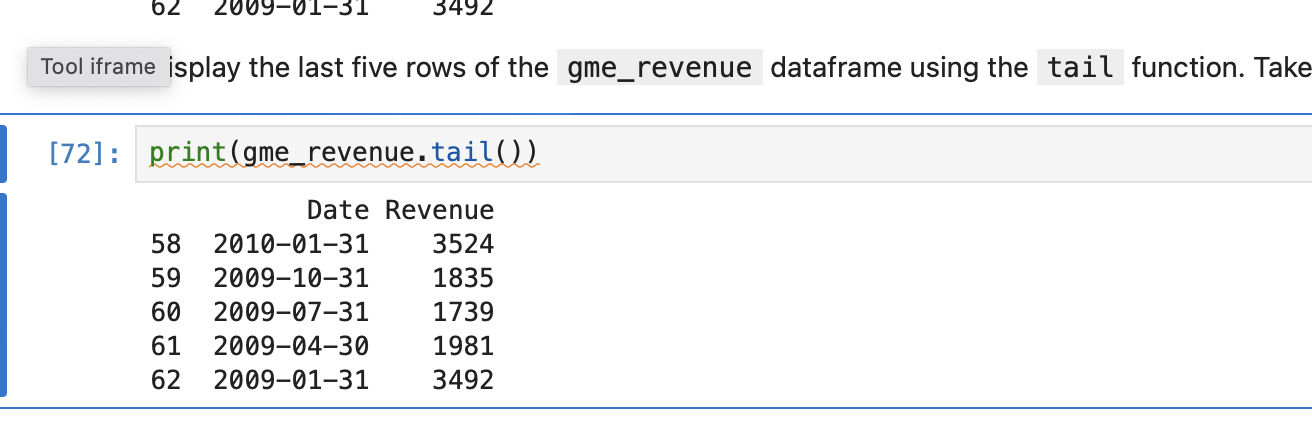 62  2009-01-31    3492
Tool iframe isplay the last five rows of the gme_revenue dataframe using the tail function. Take
[72]: print(gme_revenue.tail())
Date Revenue
58  2010-01-31    3524
59  2009-10-31    1835
60  2009-07-31    1739
61  2009-04-30    1981
62  2009-01-31    3492